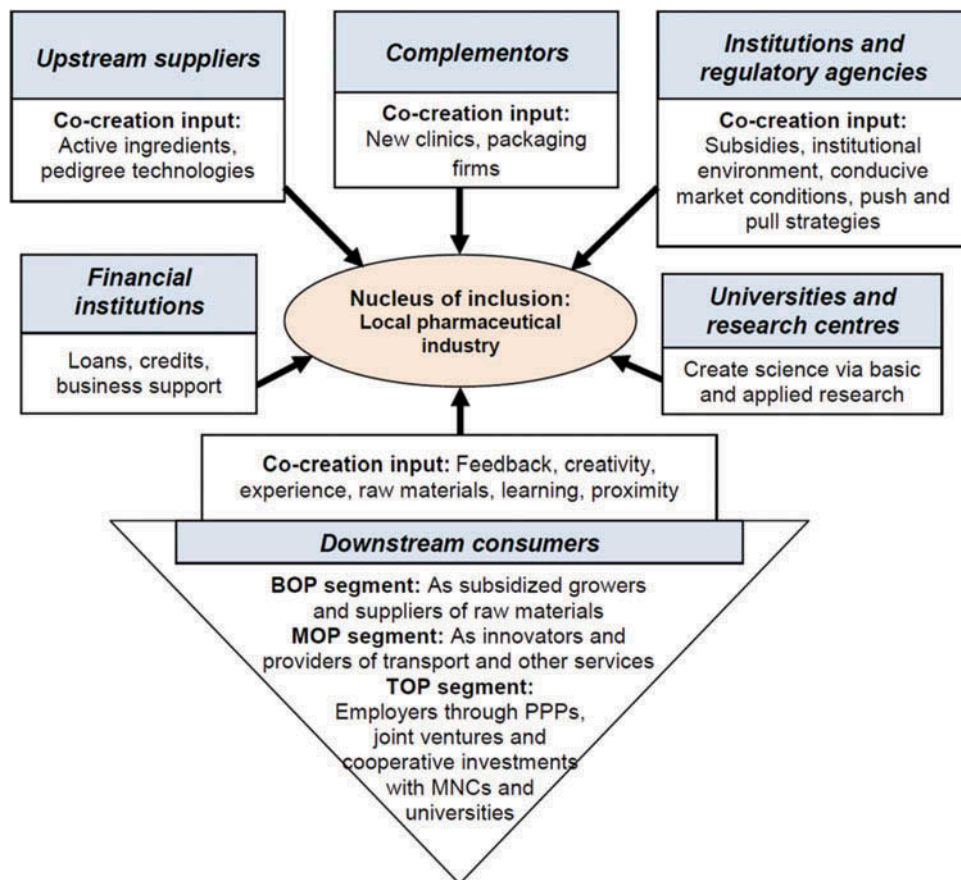 Upstream suppliers
Co-creation input:
Active ingredients,
pedigree technologies
Complementors
Co-creation input:
New clinics, packaging
firms
Institutions and
regulatory agencies
Co-creation input:
Subsidies, institutional
environment, conducive
market conditions, push and
pull strategies
Financial
institutions
Loans, credits,
business support
Nucleus of inclusion:
Local pharmaceutical
industry
Universities and
research centres
Create science via basic
and applied research
Co-creation input: Feedback, creativity,
experience, raw materials, learning, proximity
Downstream consumers
BOP segment: As subsidized growers
and suppliers of raw materials
MOP segment: As innovators and
providers of transport and other services
TOP segment:
Employers through PPPs,
joint ventures and
cooperative investments
with MNCs and
universities